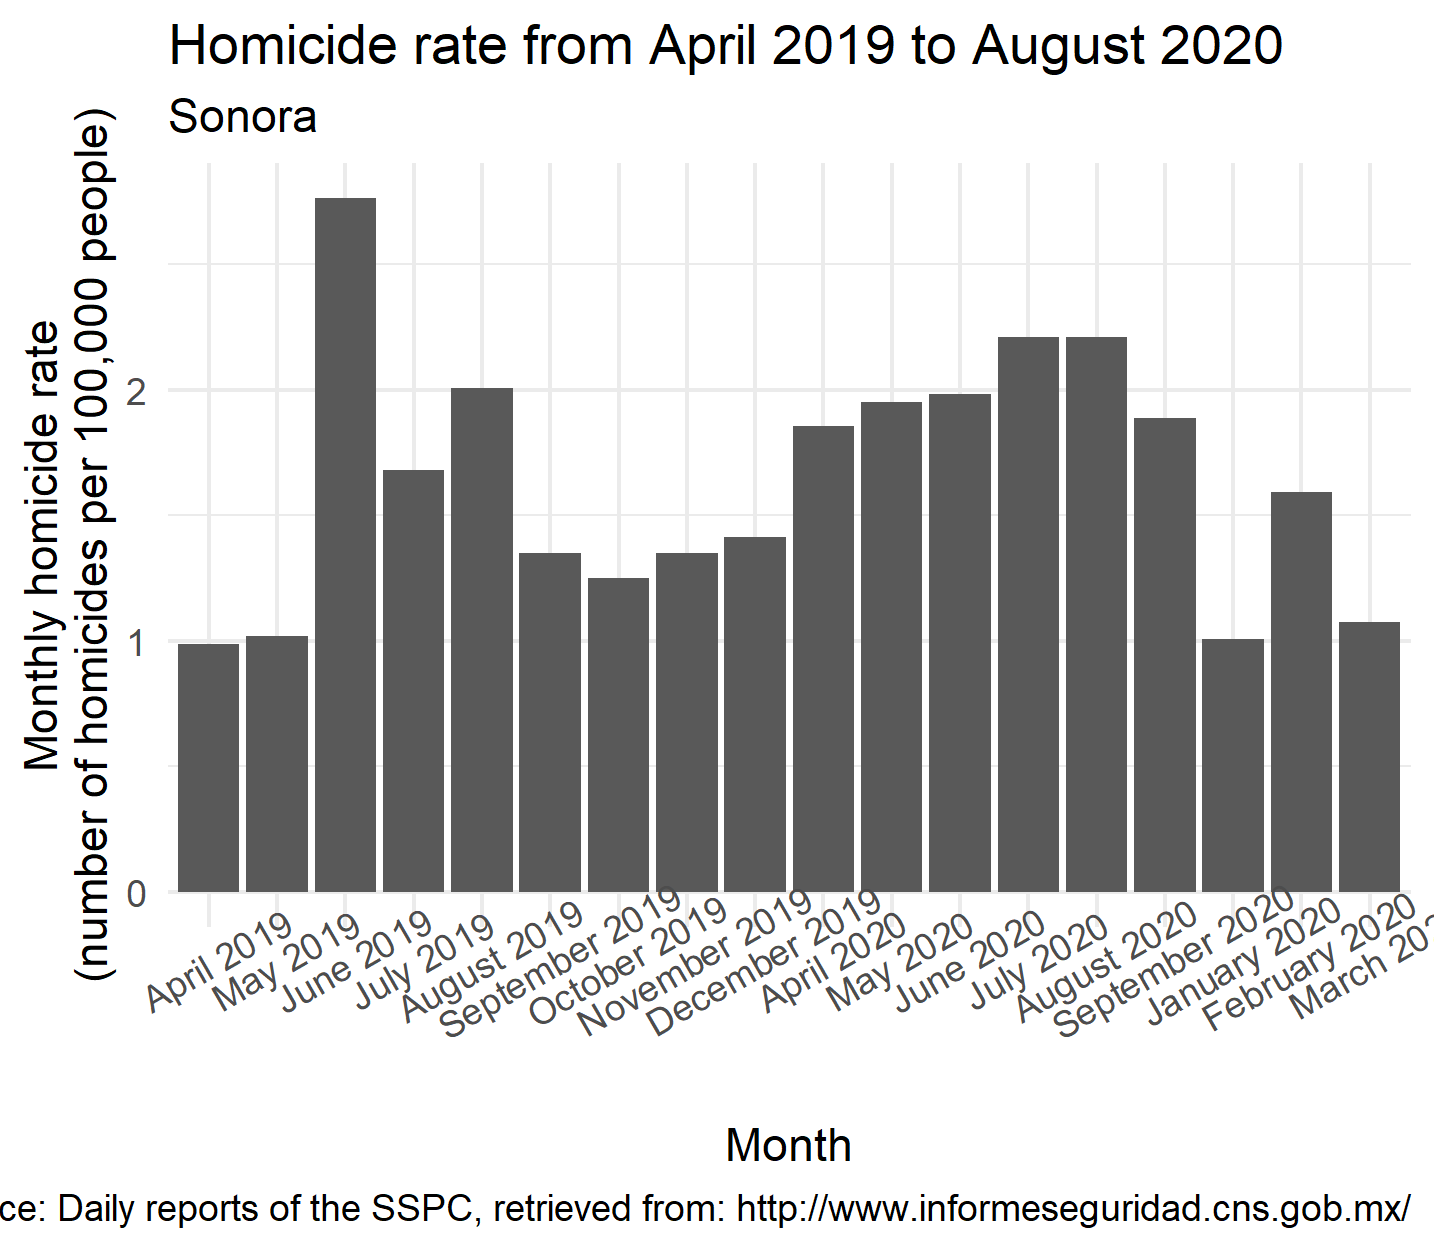 Homicide rate from April 2019 to August 2020
Sonora
Monthly homicide rate
(number of homicides per 100,000 people)
2
1
0
April 2019
May 2019
June 2019
July 2019
August 2019
September 2019
October 2019
November 2019
December 2019
April 2020
May 2020
June 2020
July 2020
August 2020
September 2020
January 2020
February 2020
March 202
Month
ce: Daily reports of the SSPC, retrieved from: http://www.informeseguridad.cns.gob.mx/